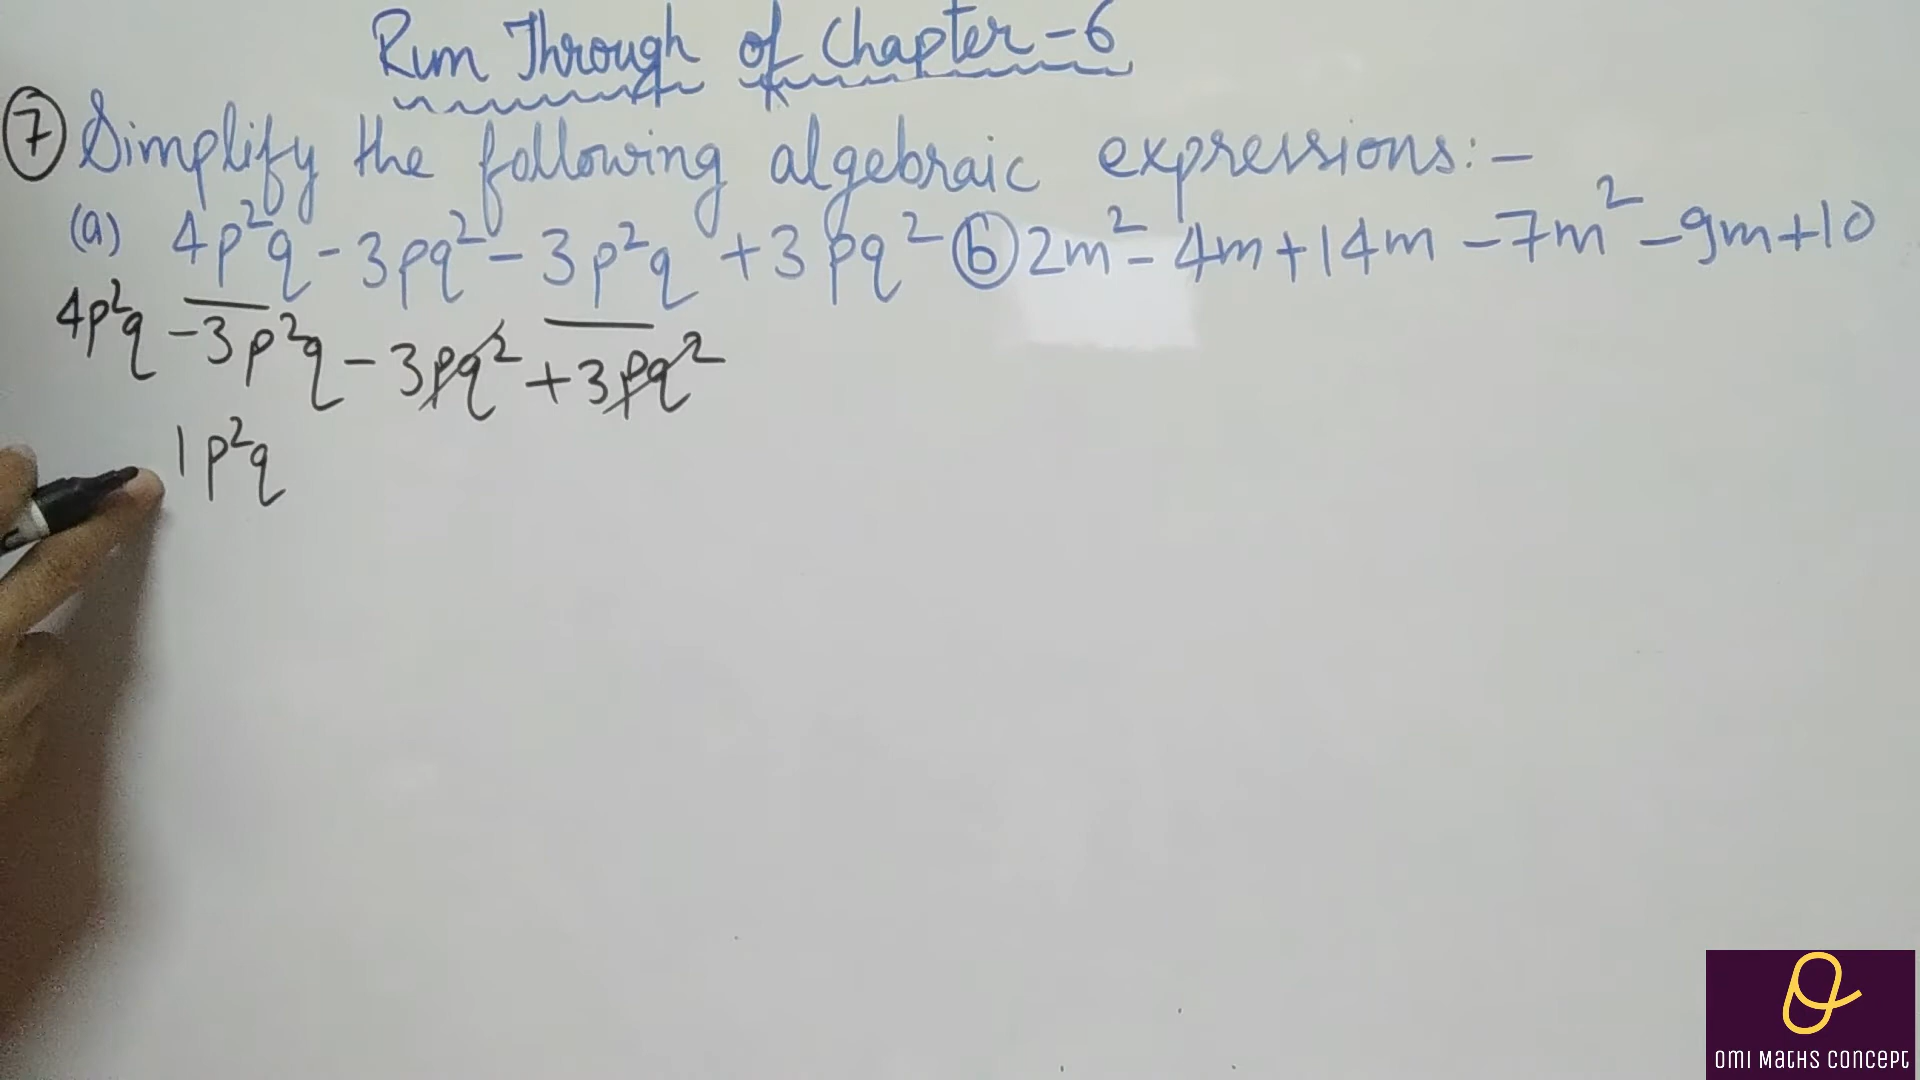 Run Through of Chapter-6
⑦ Simplify the following algebraic expressions:-
(a) 4p²q - 3pq² - 3p²q + 3pq² ⓑ 2m² - 4m + 14m - 7m² - 9m + 10
4p²q - 3p²q - 3pq² + 3pq²
1p²q
OMI MATHS CONCEPT